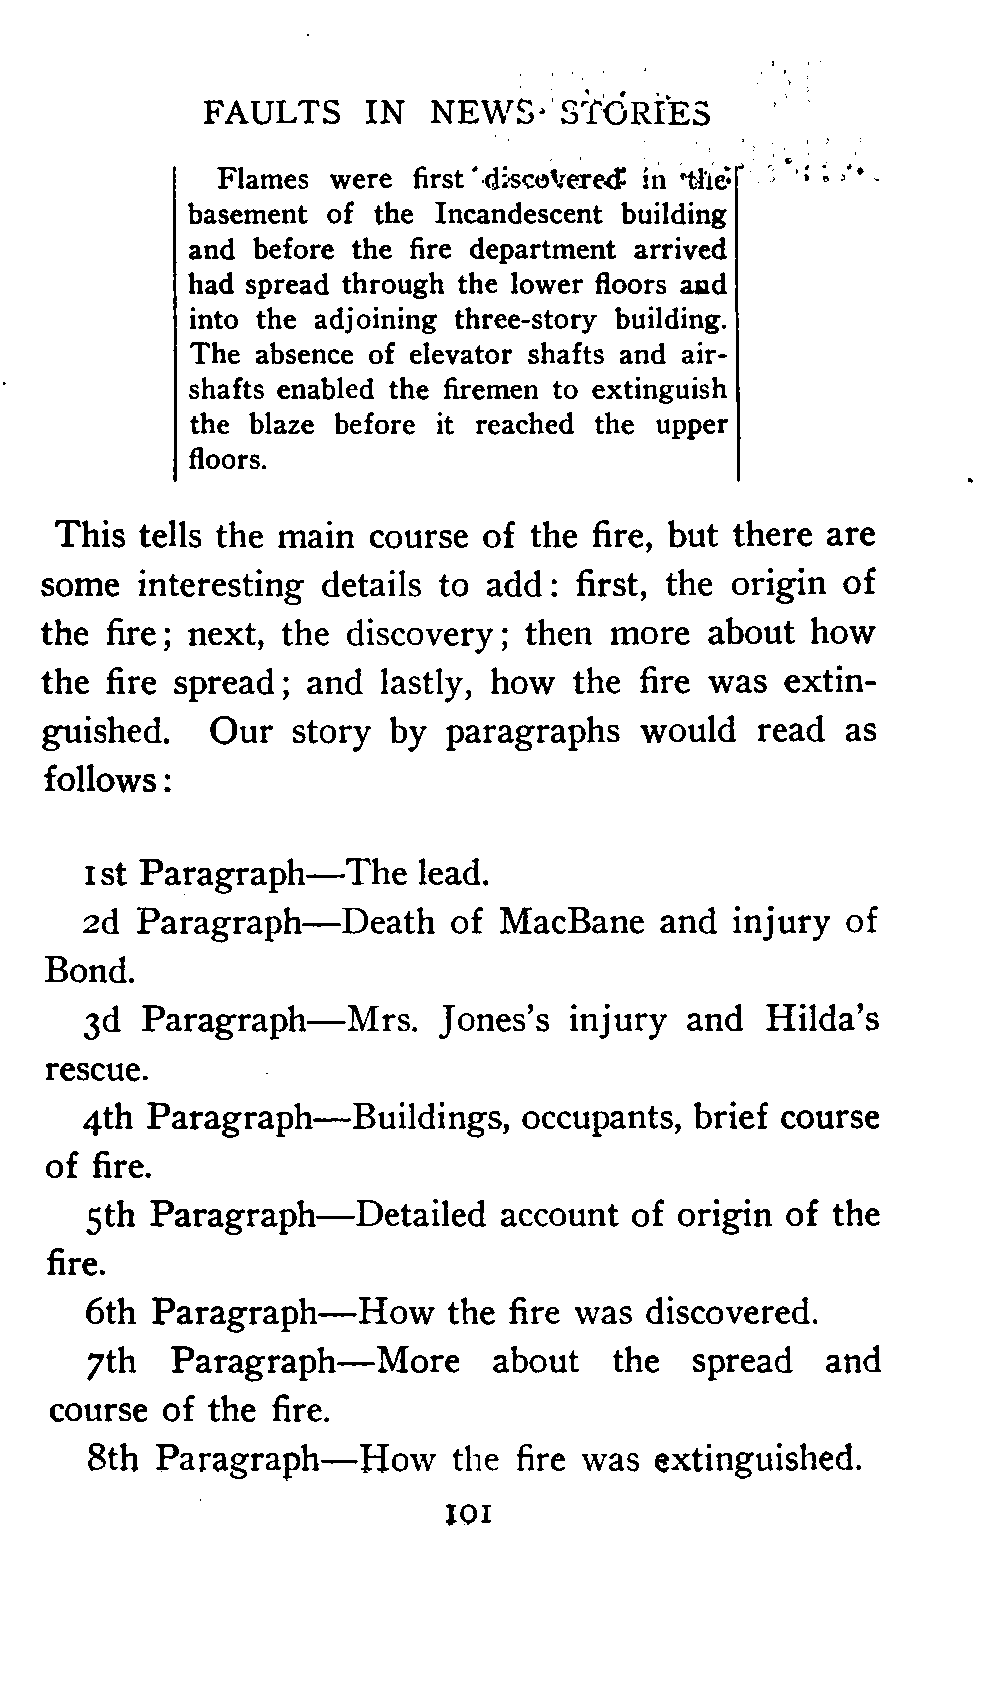 FAULTS IN NEWS STORIES
Flames were first discovered in the
basement of the Incandescent building
and before the fire department arrived
had spread through the lower floors and
into the adjoining three-story building.
The absence of elevator shafts and air-
shafts enabled the firemen to extinguish
the blaze before it reached the upper
floors.
This tells the main course of the fire, but there are
some interesting details to add: first, the origin of
the fire; next, the discovery; then more about how
the fire spread; and lastly, how the fire was extin-
guished. Our story by paragraphs would read as
follows:
1st Paragraph—The lead.
2d Paragraph—Death of MacBane and injury of
Bond.
3d Paragraph—Mrs. Jones's injury and Hilda's
rescue.
4th Paragraph—Buildings, occupants, brief course
of fire.
5th Paragraph—Detailed account of origin of the
fire.
6th Paragraph—How the fire was discovered.
7th Paragraph—More about the spread and
course of the fire.
8th Paragraph—How the fire was extinguished.
101